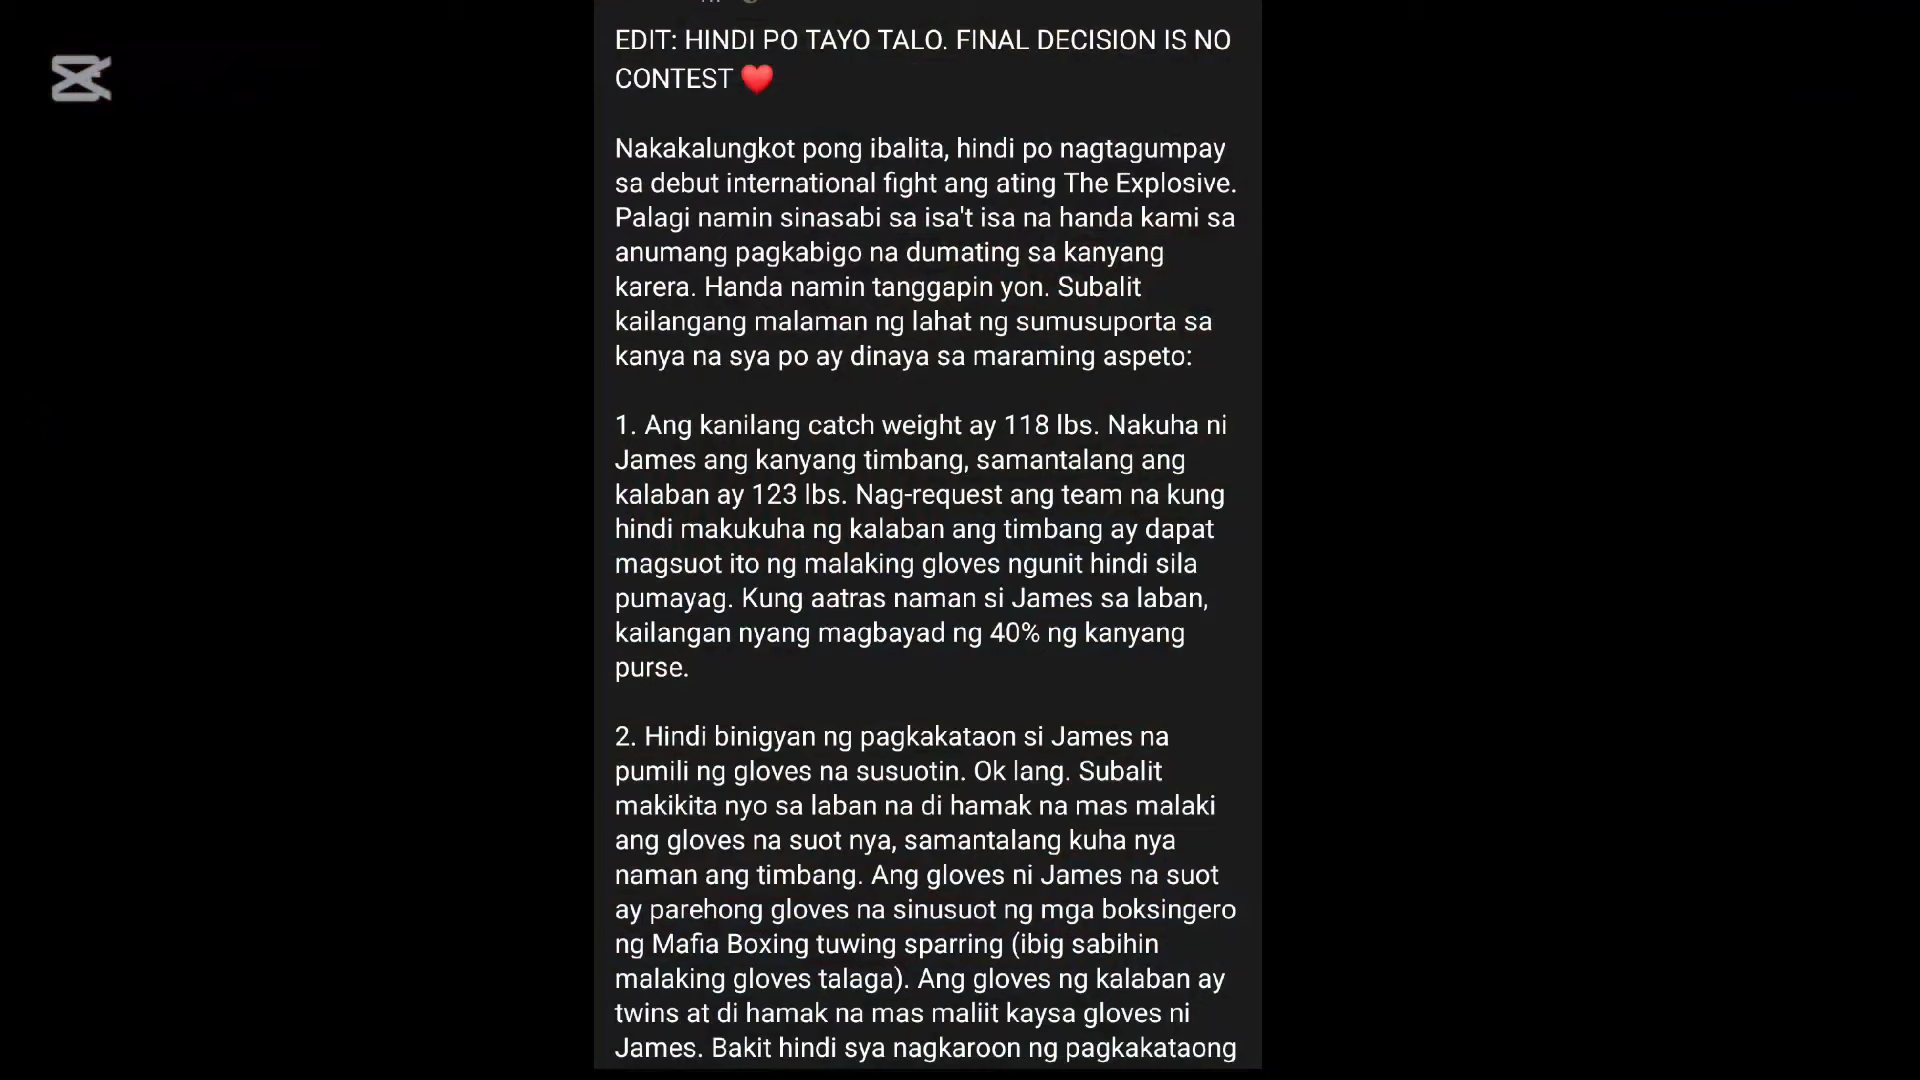 EDIT: HINDI PO TAYO TALO. FINAL DECISION IS NO
CONTEST ❤️
Nakakalungkot pong ibalita, hindi po nagtagumpay
sa debut international fight ang ating The Explosive.
Palagi namin sinasabi sa isa't isa na handa kami sa
anumang pagkabigo na dumating sa kanyang
karera. Handa namin tanggapin yon. Subalit
kailangang malaman ng lahat ng sumusuporta sa
kanya na sya po ay dinaya sa maraming aspeto:
1. Ang kanilang catch weight ay 118 lbs. Nakuha ni
James ang kanyang timbang, samantalang ang
kalaban ay 123 lbs. Nag-request ang team na kung
hindi makukuha ng kalaban ang timbang ay dapat
magsuot ito ng malaking gloves ngunit hindi sila
pumayag. Kung aatras naman si James sa laban,
kailangan nyang magbayad ng 40% ng kanyang
purse.
2. Hindi binigyan ng pagkakataon si James na
pumili ng gloves na susuotin. Ok lang. Subalit
makikita nyo sa laban na di hamak na mas malaki
ang gloves na suot nya, samantalang kuha nya
naman ang timbang. Ang gloves ni James na suot
ay parehong gloves na sinusuot ng mga boksingero
ng Mafia Boxing tuwing sparring (ibig sabihin
malaking gloves talaga). Ang gloves ng kalaban ay
twins at di hamak na mas maliit kaysa gloves ni
James. Bakit hindi sya nagkaroon ng pagkakataong